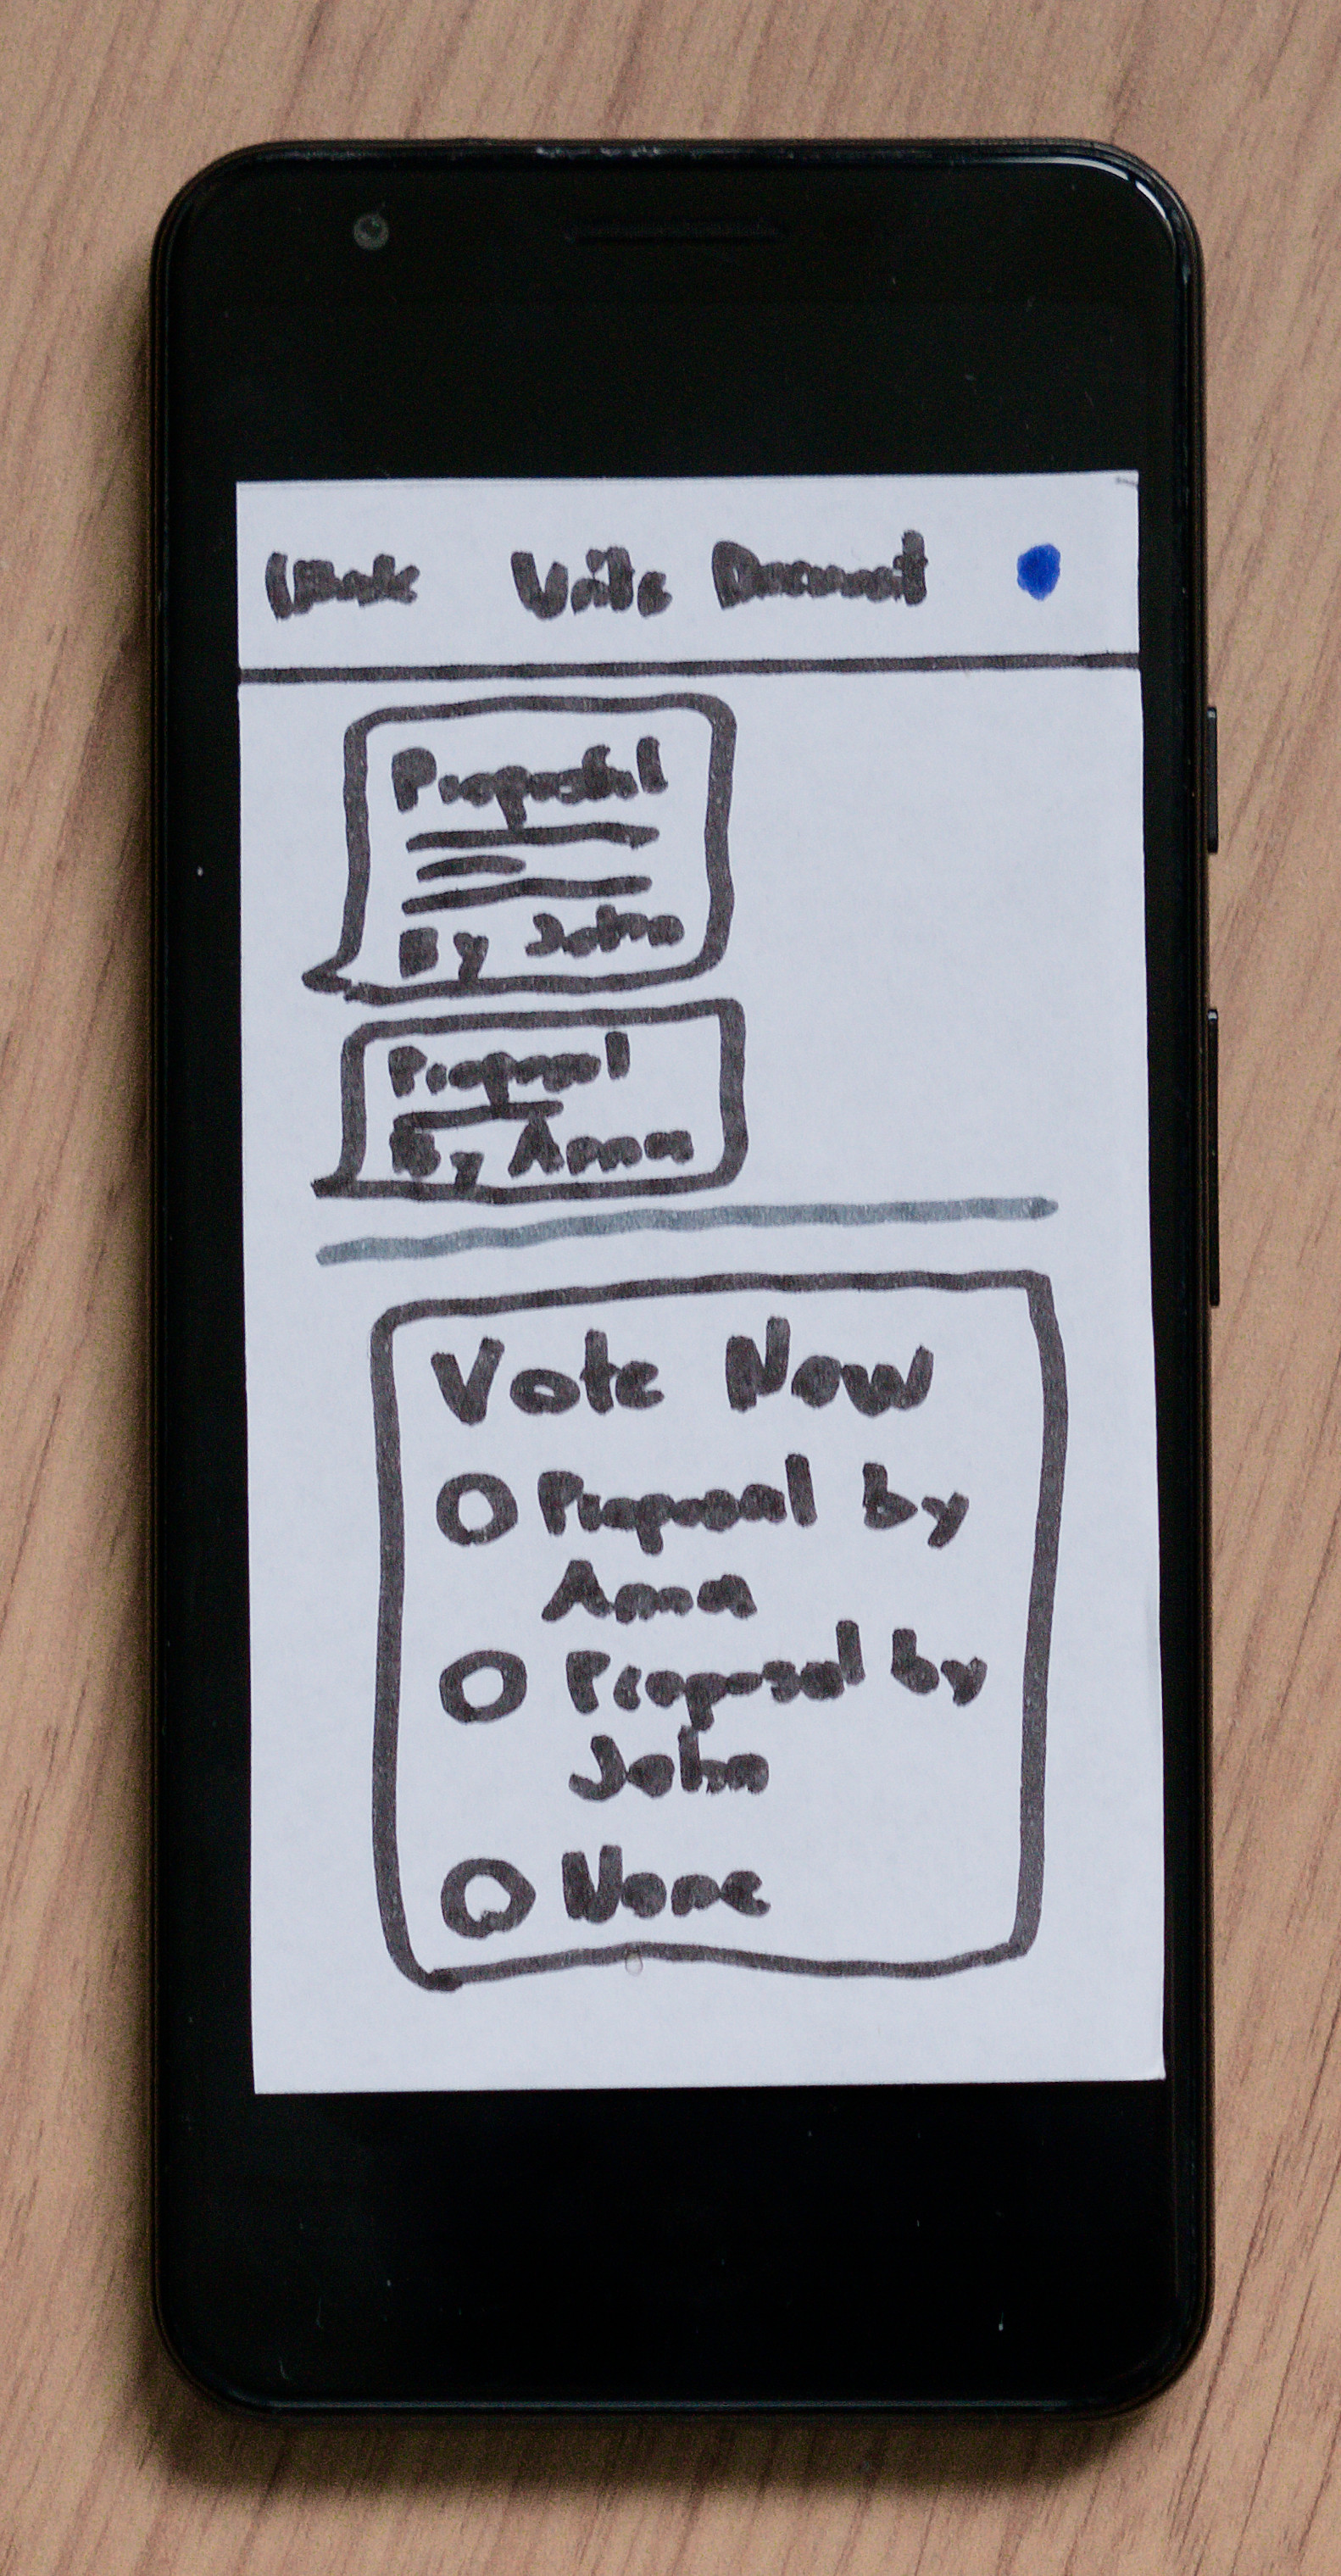 <Back Write Document
Proposal
By John
Proposal
By Anna
Vote Now
Proposal by
Anna
Proposal by
John
None